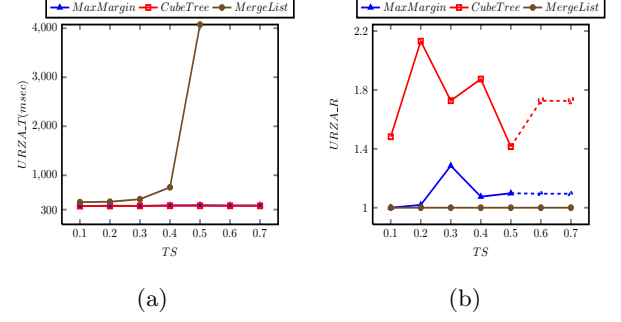 MaxMargin CubeTree MergeList
4,000
3,000
2,000
1,000
300
URZA_T(msec)
0.1 0.2 0.3 0.4 0.5 0.6 0.7
TS
(a)
MaxMargin CubeTree MergeList
2.2
1.8
1.4
1
URZA_R
0.1 0.2 0.3 0.4 0.5 0.6 0.7
TS
(b)